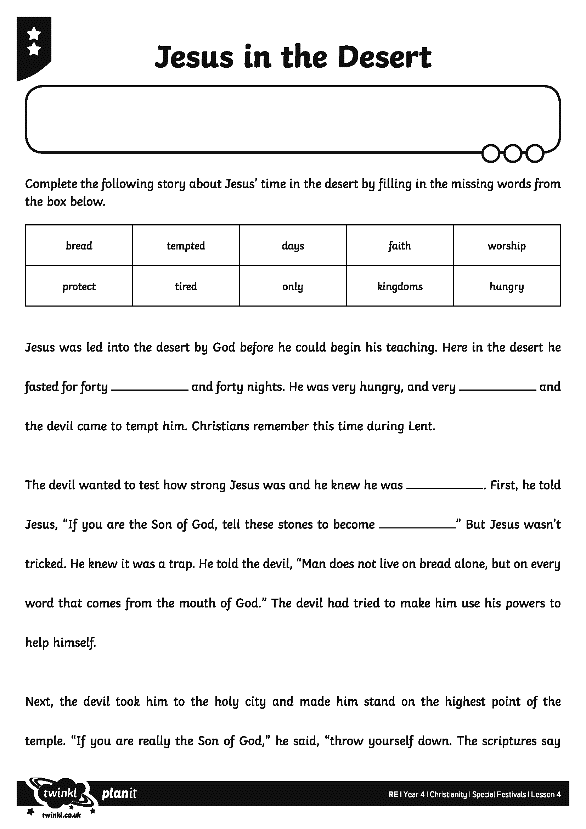 Jesus in the Desert
Complete the following story about Jesus' time in the desert by filling in the missing words from
the box below.
bread tempted days faith worship
protect tired only kingdoms hungry
Jesus was led into the desert by God before he could begin his teaching. Here in the desert he
fasted for forty ____________ and forty nights. He was very hungry, and very ____________ and
the devil came to tempt him. Christians remember this time during Lent.
The devil wanted to test how strong Jesus was and he knew he was ____________. First, he told
Jesus, “If you are the Son of God, tell these stones to become ____________” But Jesus wasn't
tricked. He knew it was a trap. He told the devil, “Man does not live on bread alone, but on every
word that comes from the mouth of God.” The devil had tried to make him use his powers to
help himself.
Next, the devil took him to the holy city and made him stand on the highest point of the
temple. “If you are really the Son of God,” he said, “throw yourself down. The scriptures say
twinkl planit
twinkl.co.uk
RE | Year 4 | Christianity | Special Festivals | Lesson 4